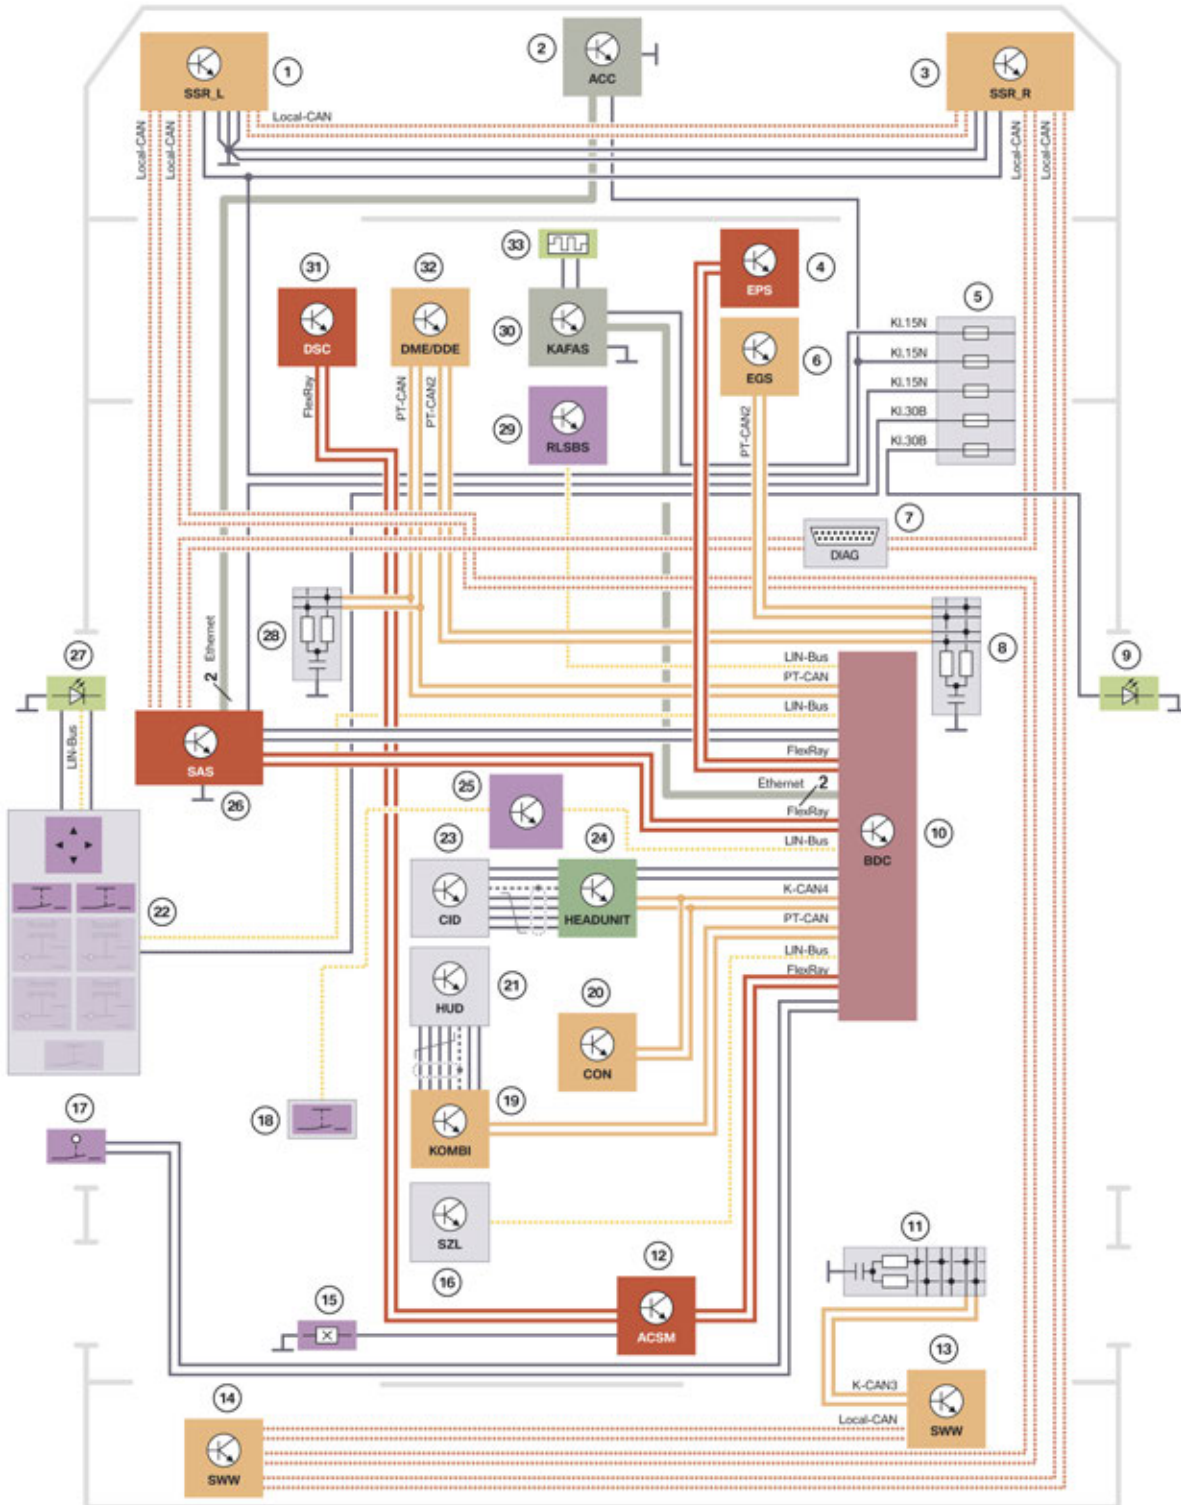 1
2
3
SSR_L
ACC
SSR_R
Local-CAN
Local-CAN
Local-CAN
Local-CAN
Local-CAN
33
31
32
30
4
5
DSC
DME/DDE
KAFAS
EPS
Kl.15N
Kl.15N
Kl.15N
Kl.30B
Kl.30B
6
EGS
FlexRay
PT-CAN
PT-CAN2
PT-CAN2
29
RLSBS
7
DIAG
28
8
27
Ethernet
2
9
LIN-Bus
PT-CAN
LIN-Bus
LIN-Bus
SAS
26
FlexRay
Ethernet
2
FlexRay
LIN-Bus
25
10
BDC
23
24
CID
HEADUNIT
K-CAN4
PT-CAN
LIN-Bus
FlexRay
22
21
HUD
20
CON
19
KOMBI
18
17
SZL
16
11
12
ACSM
15
13
K-CAN3
SWW
14
Local-CAN
SWW